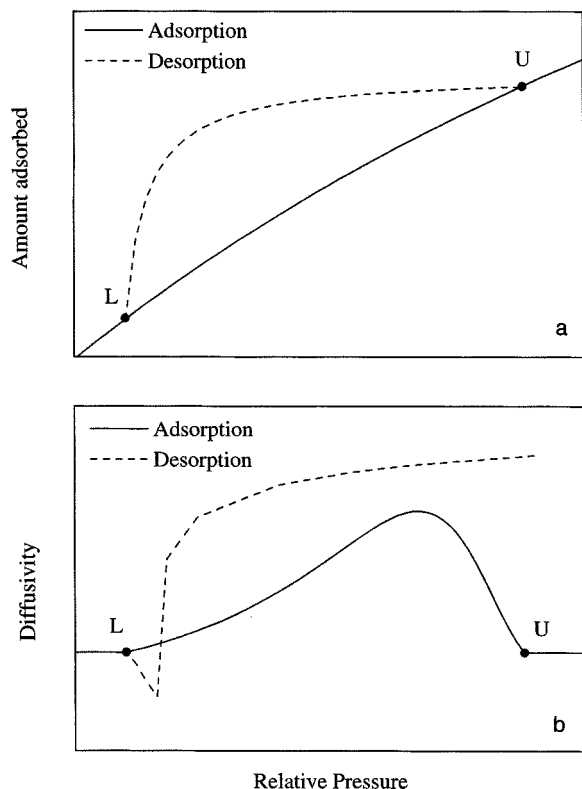 Adsorption
Desorption
U
L
a
Amount adsorbed
Adsorption
Desorption
L
U
b
Diffusivity
Relative Pressure